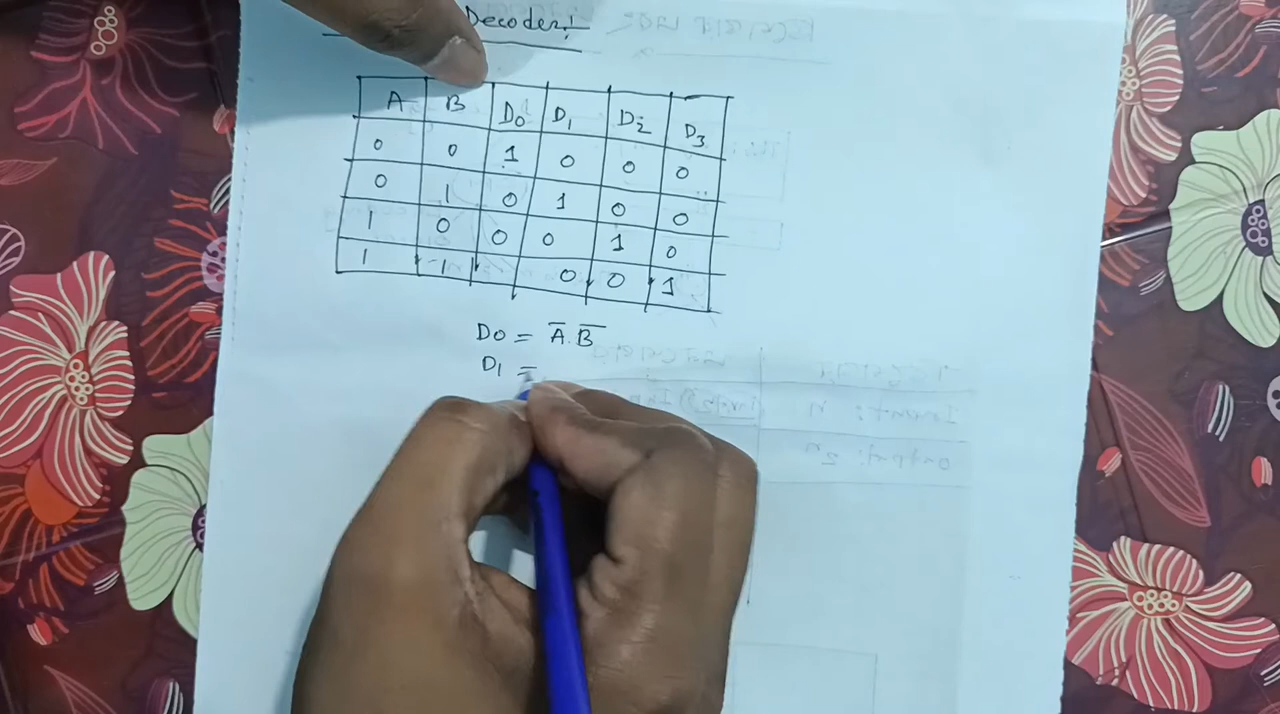 Decoder:
A B D0 D1 D2 D3
0 0 1 0 0 0
0 1 0 1 0 0
1 0 0 0 1 0
1 1 0 0 1
D0 = A̅.B̅
D1 =